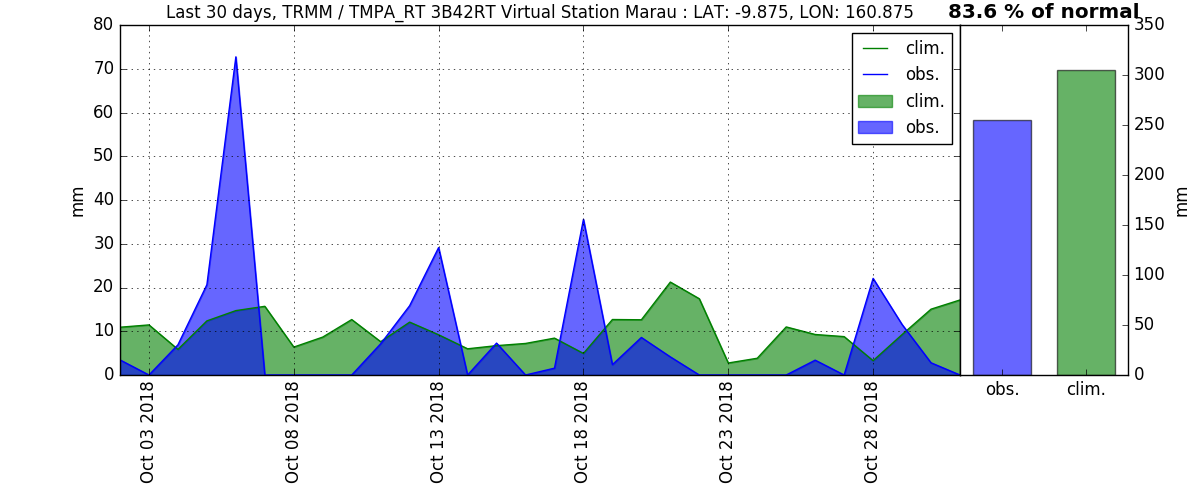 Last 30 days, TRMM / TMPA_RT 3B42RT Virtual Station Marau : LAT: -9.875, LON: 160.875
83.6 % of normal
80
70
60
50
40
30
20
10
0
mm
clim.
obs.
clim.
obs.
Oct 03 2018
Oct 08 2018
Oct 13 2018
Oct 18 2018
Oct 23 2018
Oct 28 2018
350
300
250
200
150
100
50
0
mm
obs.
clim.